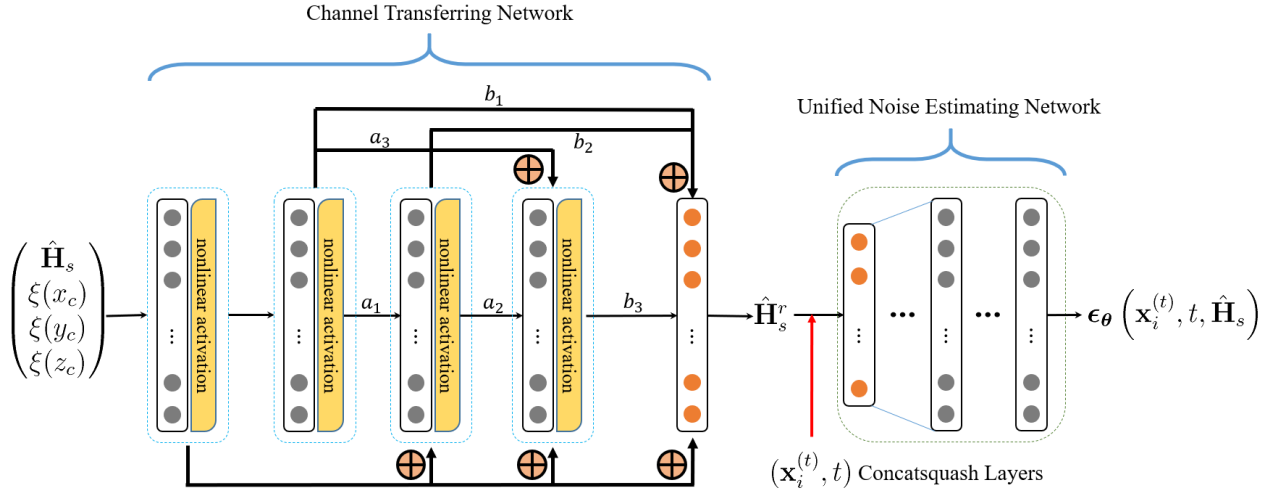 Channel Transferring Network
b₁
Unified Noise Estimating Network
a₃
b₂
nonlinear activation
nonlinear activation
nonlinear activation
nonlinear activation
Ĥ_s
ξ(x_c)
ξ(y_c)
ξ(z_c)
a₁
a₂
b₃
Ĥ_s^r
ϵ_θ (x_i^(t), t, Ĥ_s)
(x_i^(t), t) Concatsquash Layers